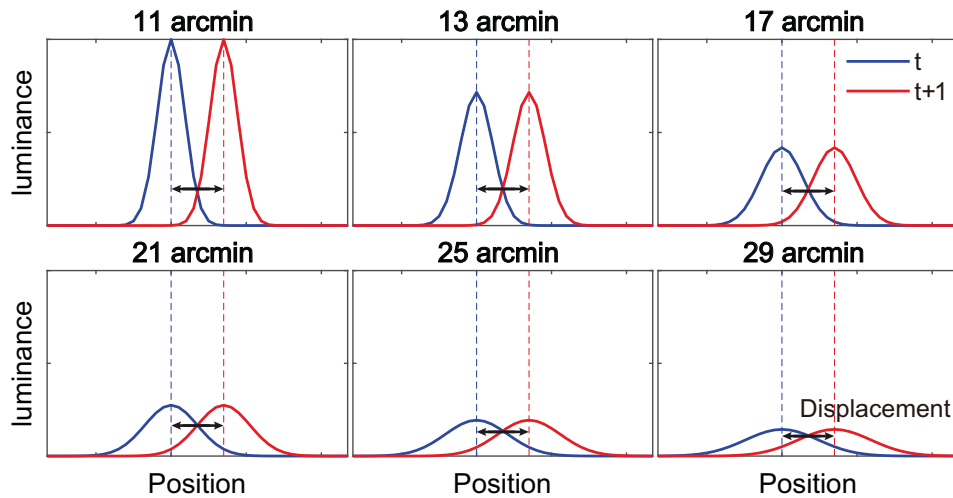 11 arcmin
13 arcmin
17 arcmin
luminance
t
t+1
21 arcmin
25 arcmin
29 arcmin
luminance
Displacement
Position
Position
Position